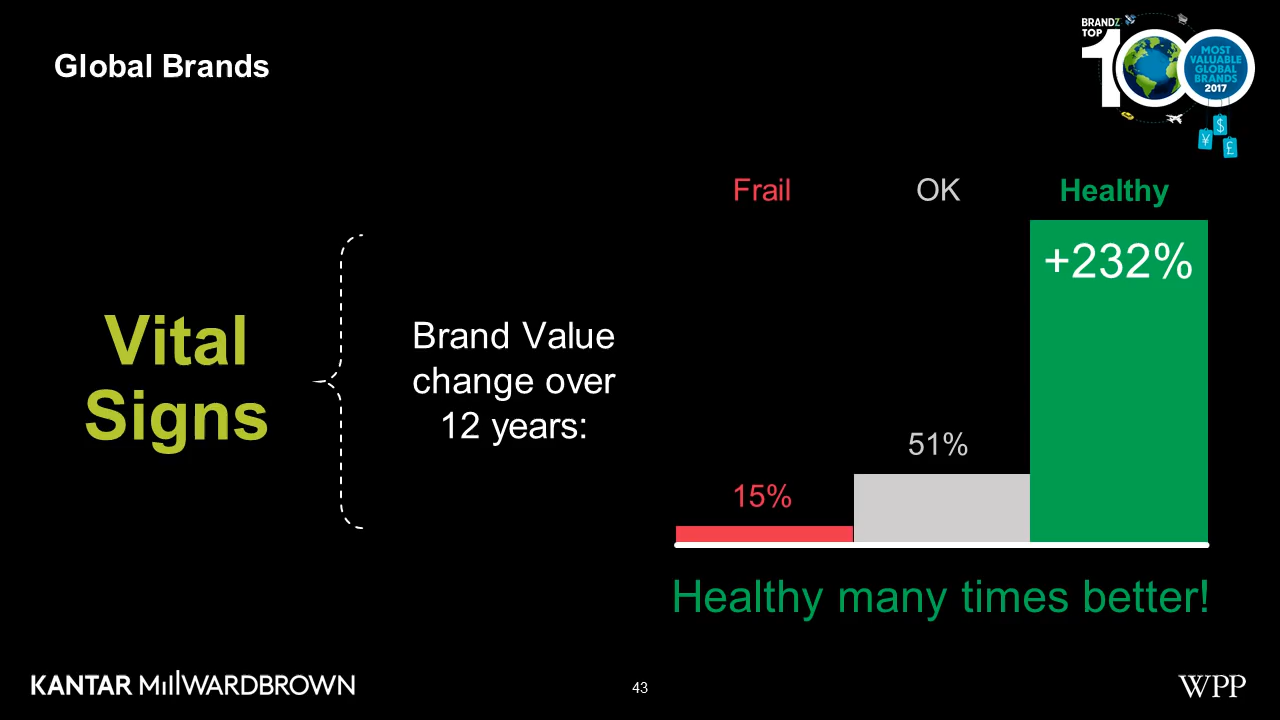 Global Brands
BRANDZ
TOP
100
MOST
VALUABLE
GLOBAL
BRANDS
2017
¥ $ £
Frail OK Healthy
+232%
Vital
Signs
Brand Value
change over
12 years:
51%
15%
Healthy many times better!
KANTAR MillWARDBROWN
43
WPP